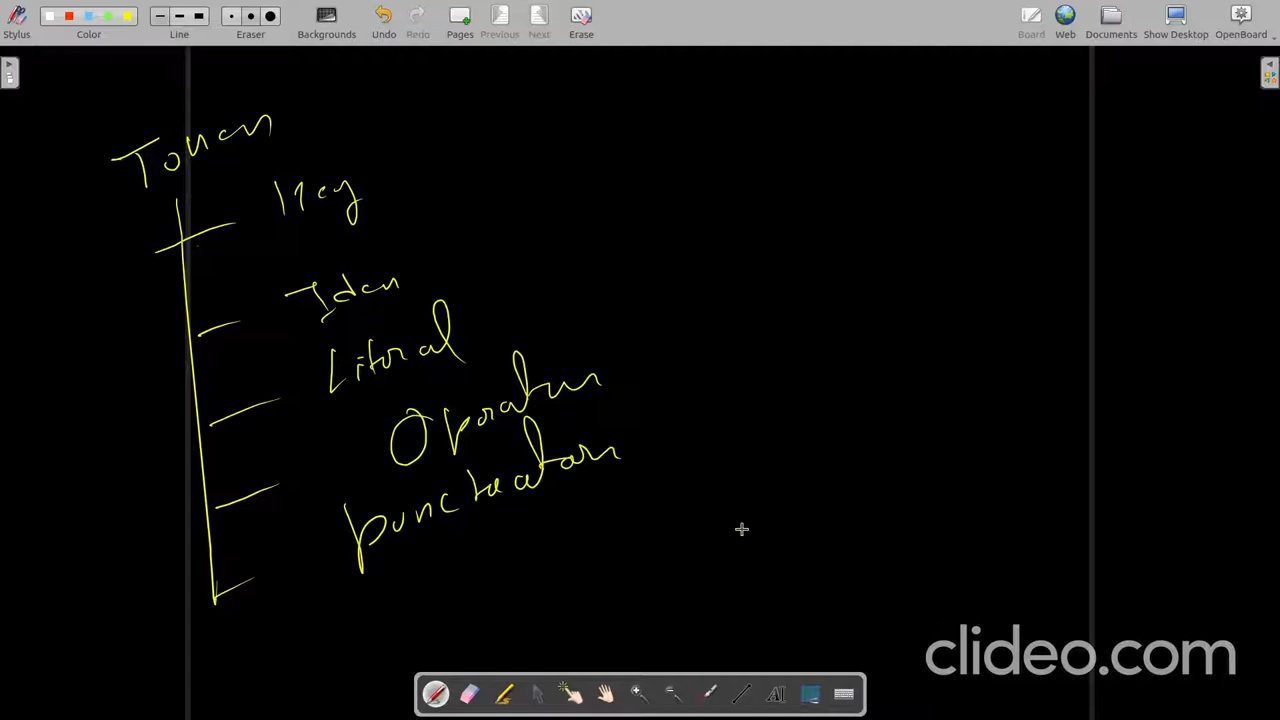 Stylus Color Line Eraser Backgrounds Undo Redo Pages Previous Next Erase Board Web Documents Show Desktop OpenBoard
Token
Key
Iden
Literal
Operator
punctuator
clideo.com